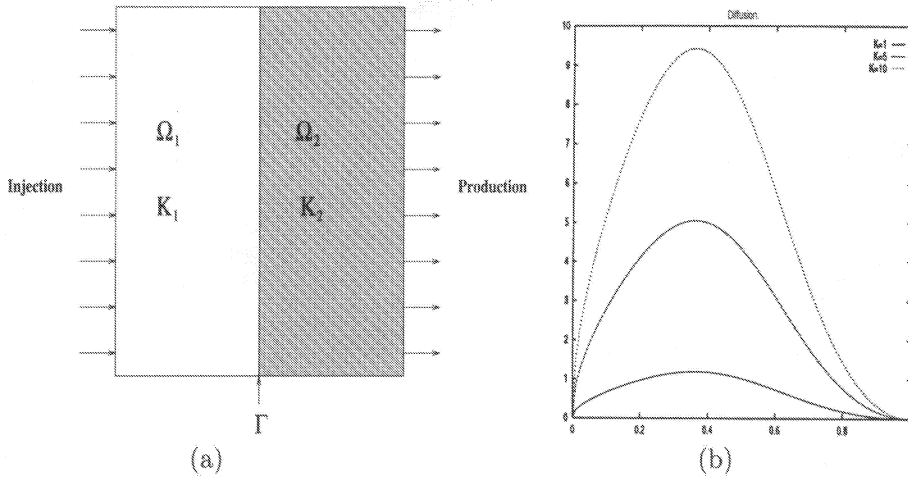 Ω₁
Ω₂
Injection
K₁
K₂
Production
Γ
(a)
Diffusion
K=1
K=5
K=10
10
9
8
7
6
5
4
3
2
1
0
0
0.2
0.4
0.6
0.8
(b)